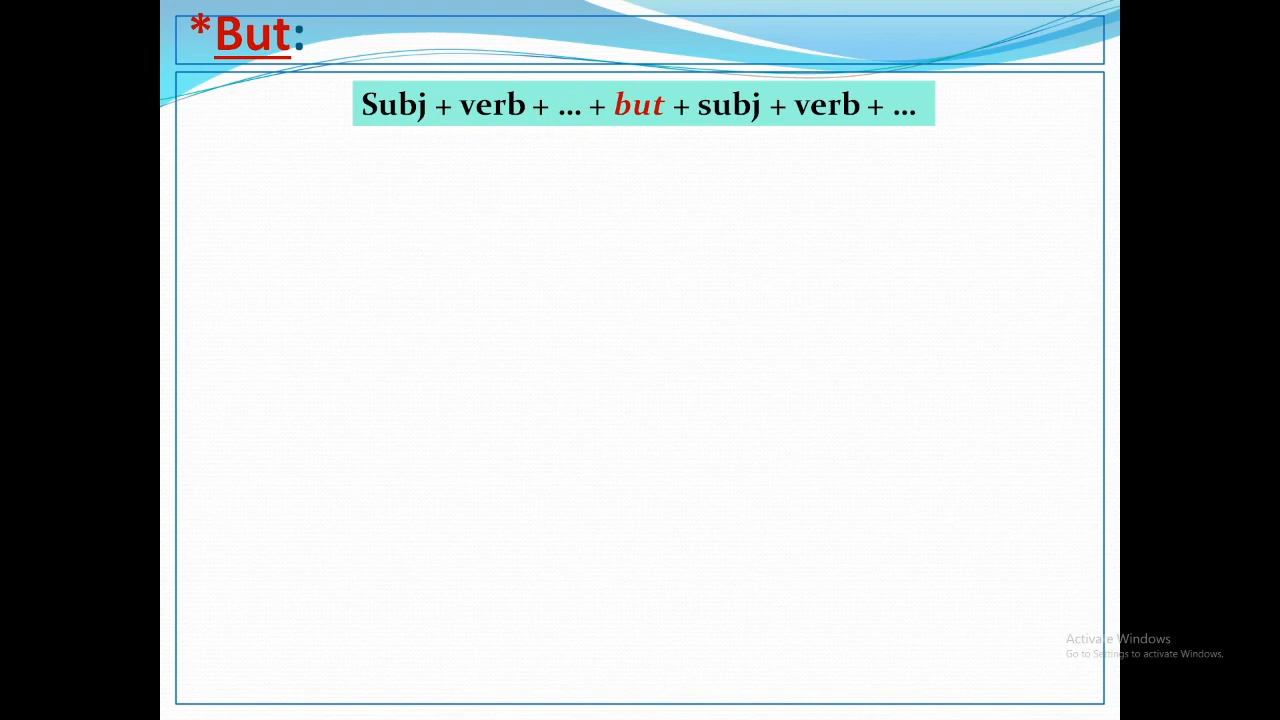 *But:
Subj + verb + ... + but + subj + verb + ...
Activate Windows
Go to Settings to activate Windows.